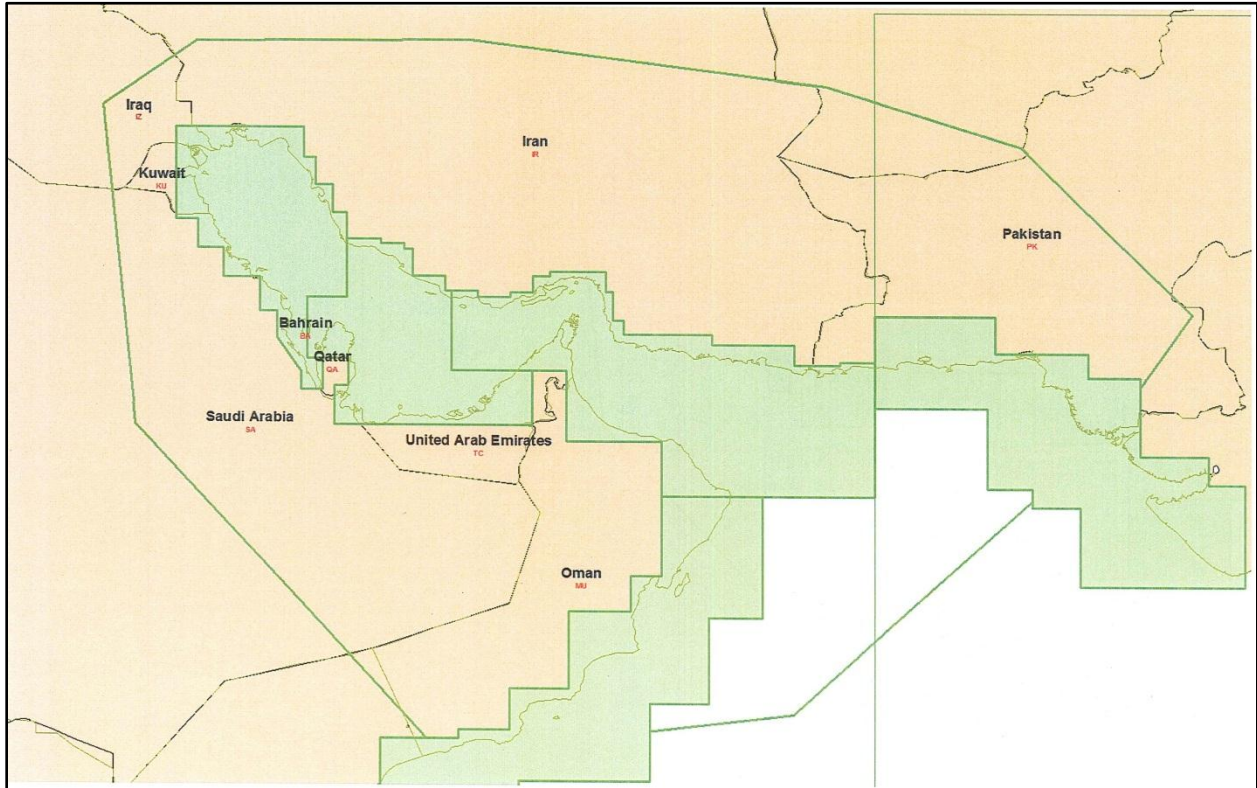 Iraq
IZ
Iran
IR
Kuwait
KU
Pakistan
PK
Bahrain
BA
Qatar
QA
Saudi Arabia
SA
United Arab Emirates
TC
Oman
MU